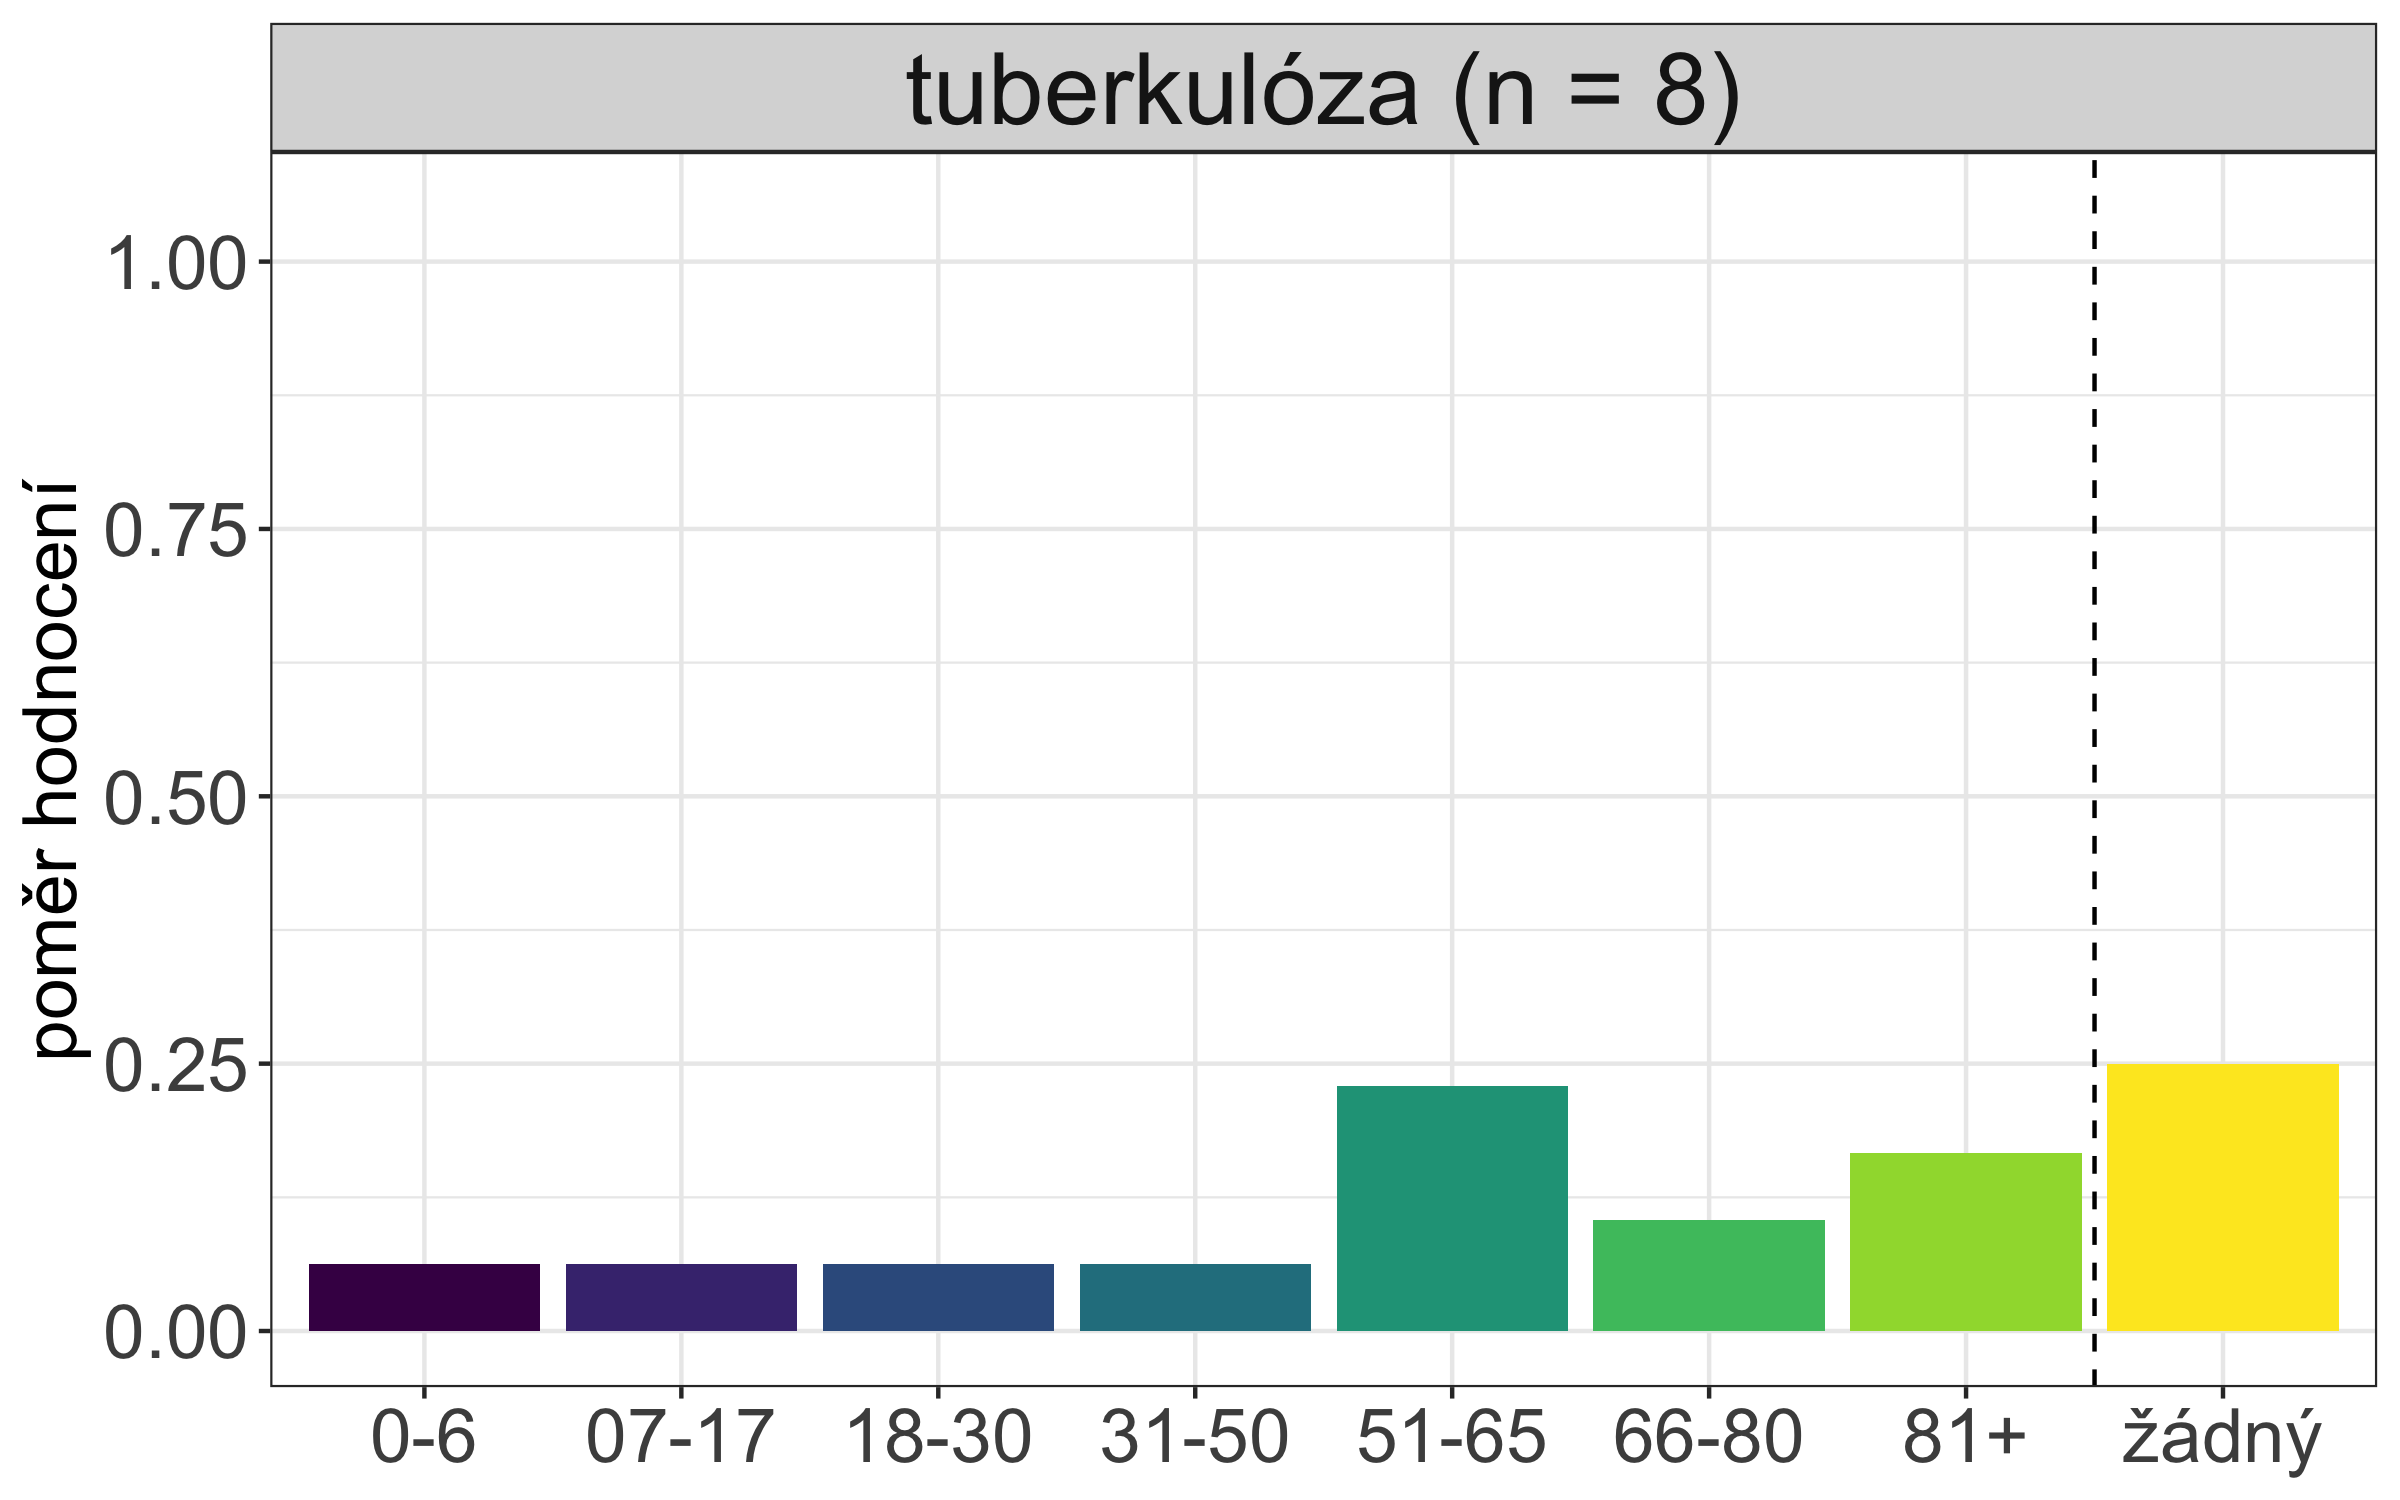 tuberkulóza (n = 8)
poměr hodnocení
1.00
0.75
0.50
0.25
0.00
0-6 07-17 18-30 31-50 51-65 66-80 81+ žádný